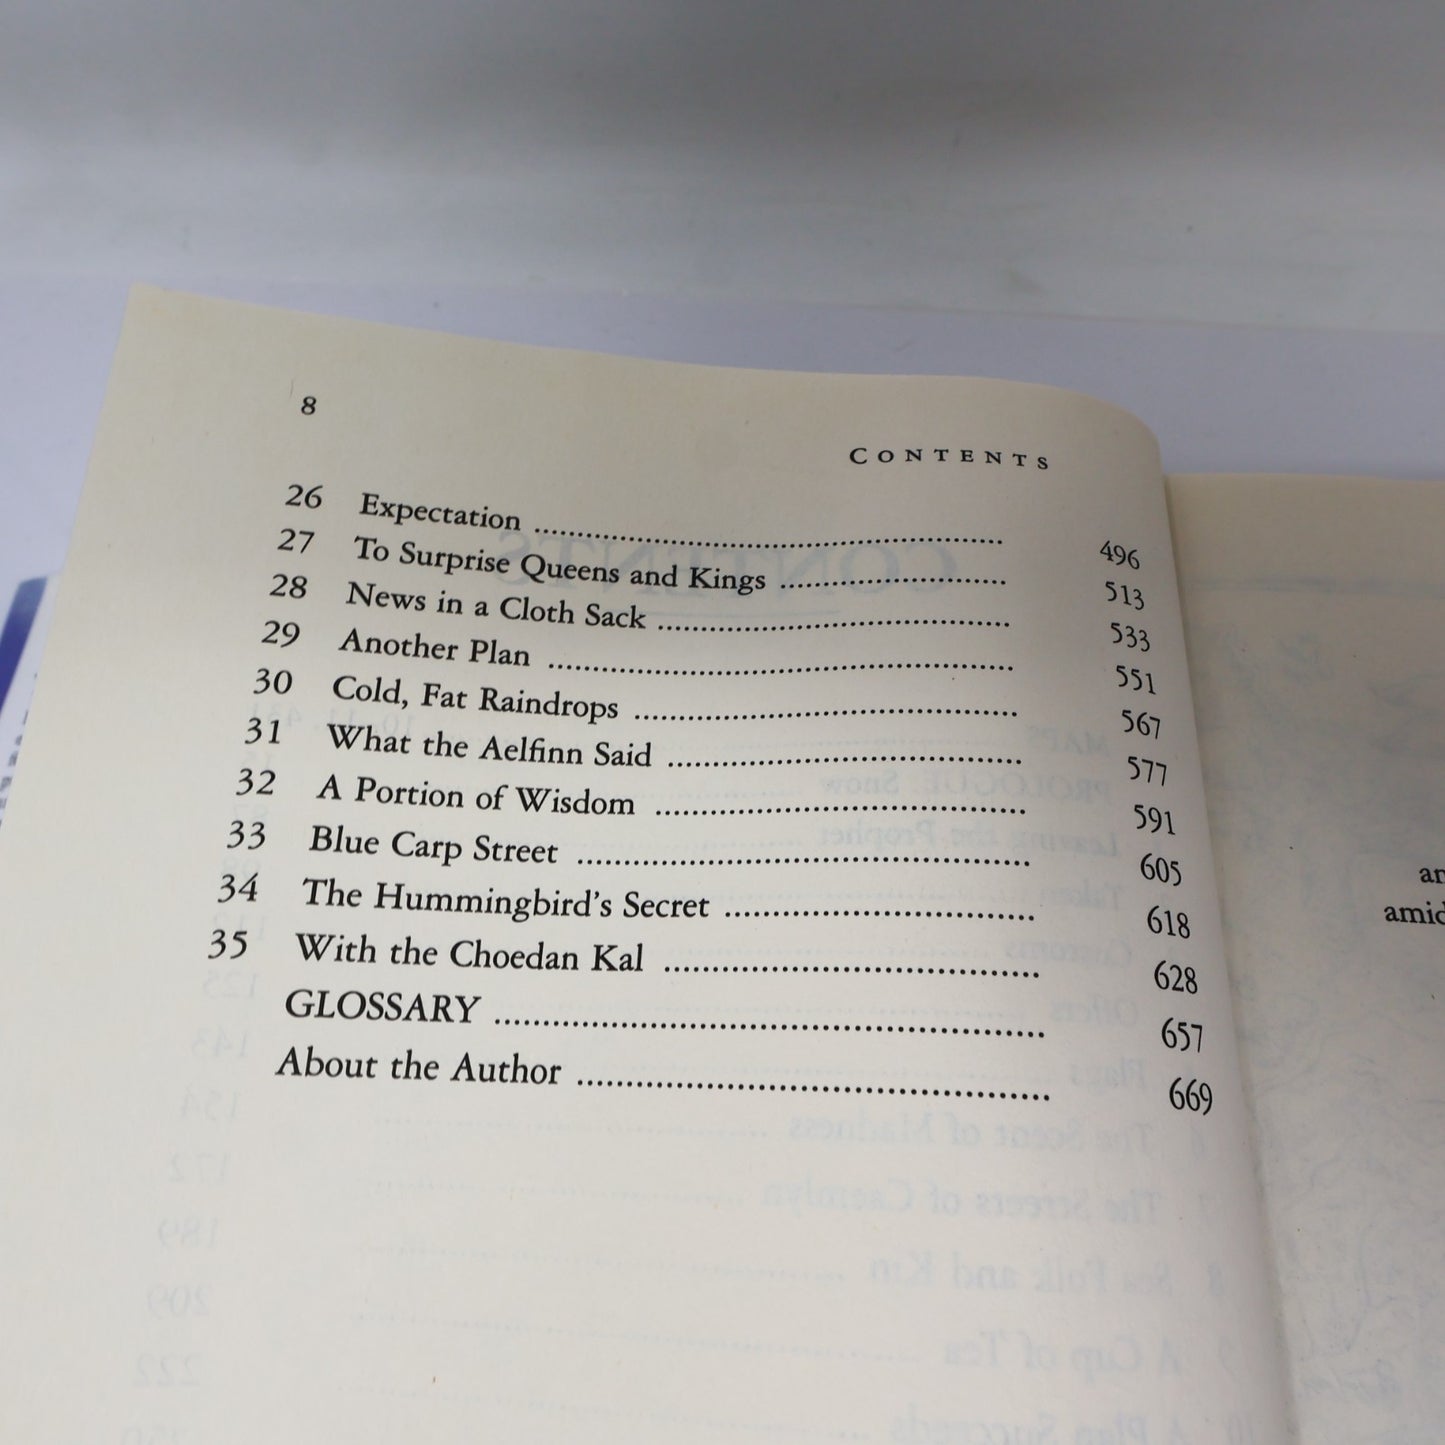 8
CONTENTS
26 Expectation 496
27 To Surprise Queens and Kings 513
28 News in a Cloth Sack 533
29 Another Plan 551
30 Cold, Fat Raindrops 567
31 What the Aelfinn Said 577
32 A Portion of Wisdom 591
33 Blue Carp Street 605
34 The Hummingbird's Secret 618
35 With the Choedan Kal 628
GLOSSARY 657
About the Author 669
amid